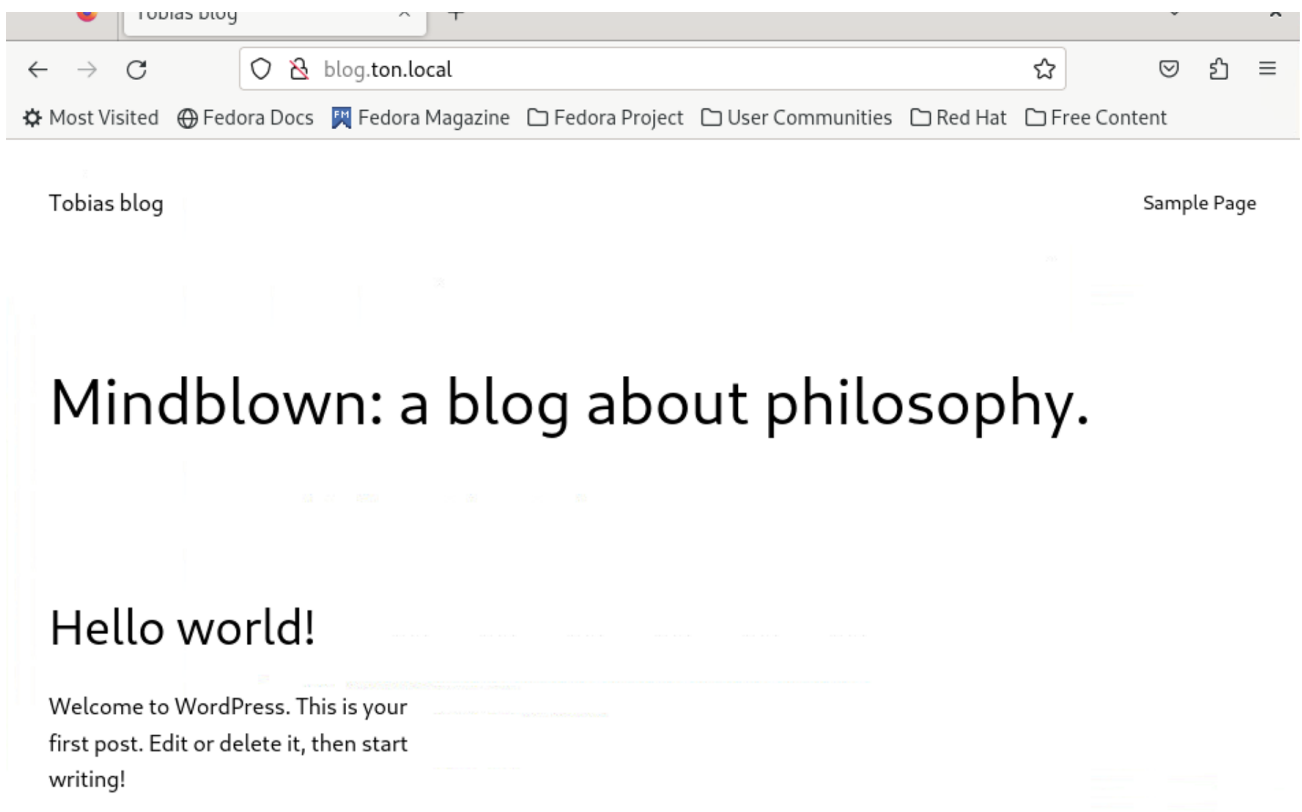 Tobias blog
blog.ton.local
Most Visited Fedora Docs FM Fedora Magazine Fedora Project User Communities Red Hat Free Content
Tobias blog Sample Page
Mindblown: a blog about philosophy.
Hello world!
Welcome to WordPress. This is your
first post. Edit or delete it, then start
writing!